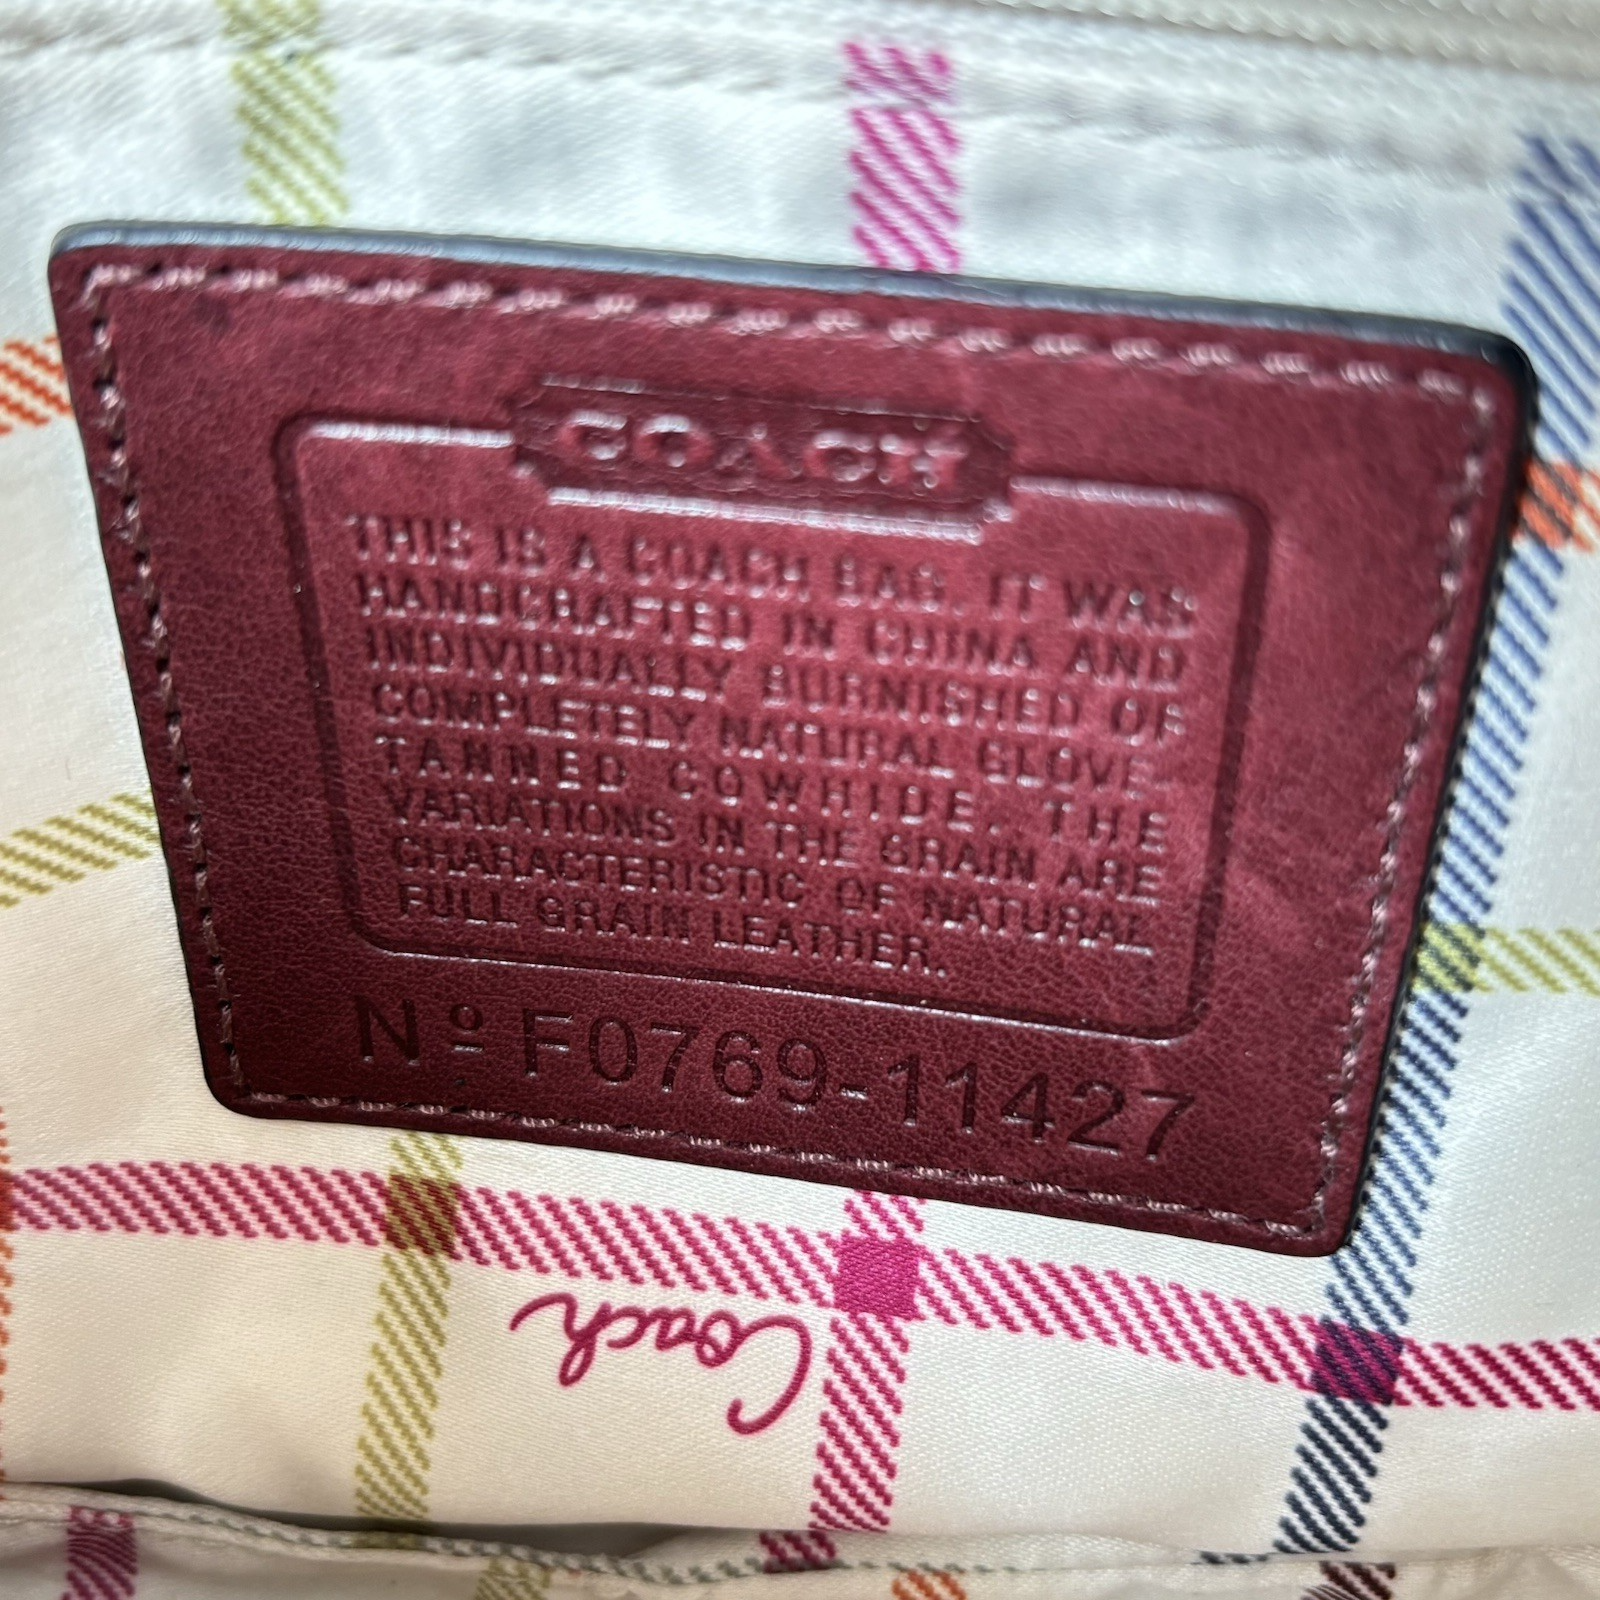 COACH
THIS IS A COACH BAG. IT WAS
HANDCRAFTED IN CHINA AND
INDIVIDUALLY BURNISHED OF
COMPLETELY NATURAL GLOVE-
TANNED COWHIDE. THE
VARIATIONS IN THE GRAIN ARE
CHARACTERISTIC OF NATURAL
FULL GRAIN LEATHER.
Nº F0769-11427
Coach